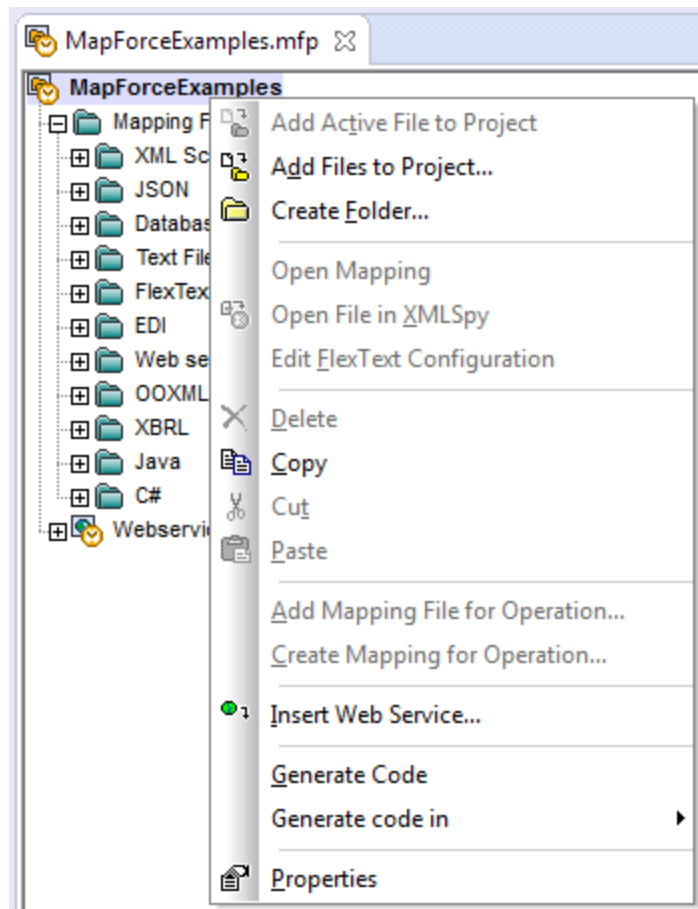 MapForceExamples.mfp
MapForceExamples
Mapping F
XML Sc
JSON
Databas
Text File
FlexTex
EDI
Web se
OOXML
XBRL
Java
C#
Webservi
Add Active File to Project
Add Files to Project...
Create Folder...
Open Mapping
Open File in XMLSpy
Edit FlexText Configuration
Delete
Copy
Cut
Paste
Add Mapping File for Operation...
Create Mapping for Operation...
Insert Web Service...
Generate Code
Generate code in
Properties